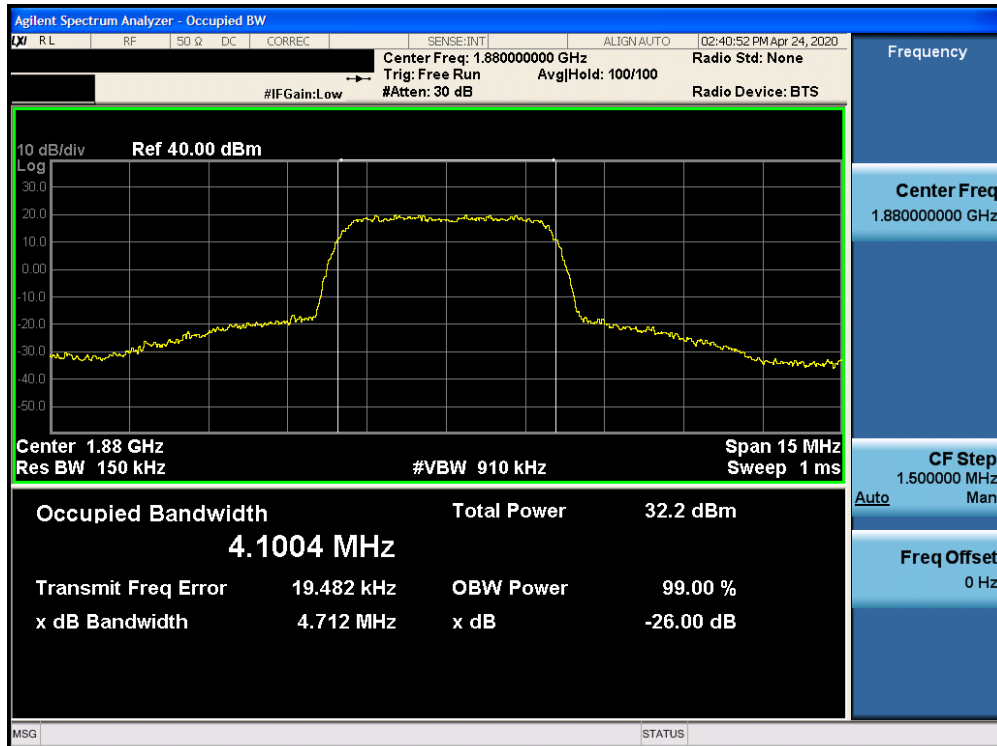 Agilent Spectrum Analyzer - Occupied BW
LXI RL RF 50 Ω DC CORREC SENSE:INT ALIGN AUTO 02:40:52 PM Apr 24, 2020
Center Freq: 1.880000000 GHz Radio Std: None
Trig: Free Run Avg|Hold: 100/100
#IFGain:Low #Atten: 30 dB Radio Device: BTS
Frequency
10 dB/div Ref 40.00 dBm
Log
30.0
20.0
10.0
0.00
-10.0
-20.0
-30.0
-40.0
-50.0
Center 1.88 GHz Span 15 MHz
Res BW 150 kHz #VBW 910 kHz Sweep 1 ms
Center Freq
1.880000000 GHz
CF Step
1.500000 MHz
Auto Man
Freq Offset
0 Hz
Occupied Bandwidth Total Power 32.2 dBm
4.1004 MHz
Transmit Freq Error 19.482 kHz OBW Power 99.00 %
x dB Bandwidth 4.712 MHz x dB -26.00 dB
MSG STATUS